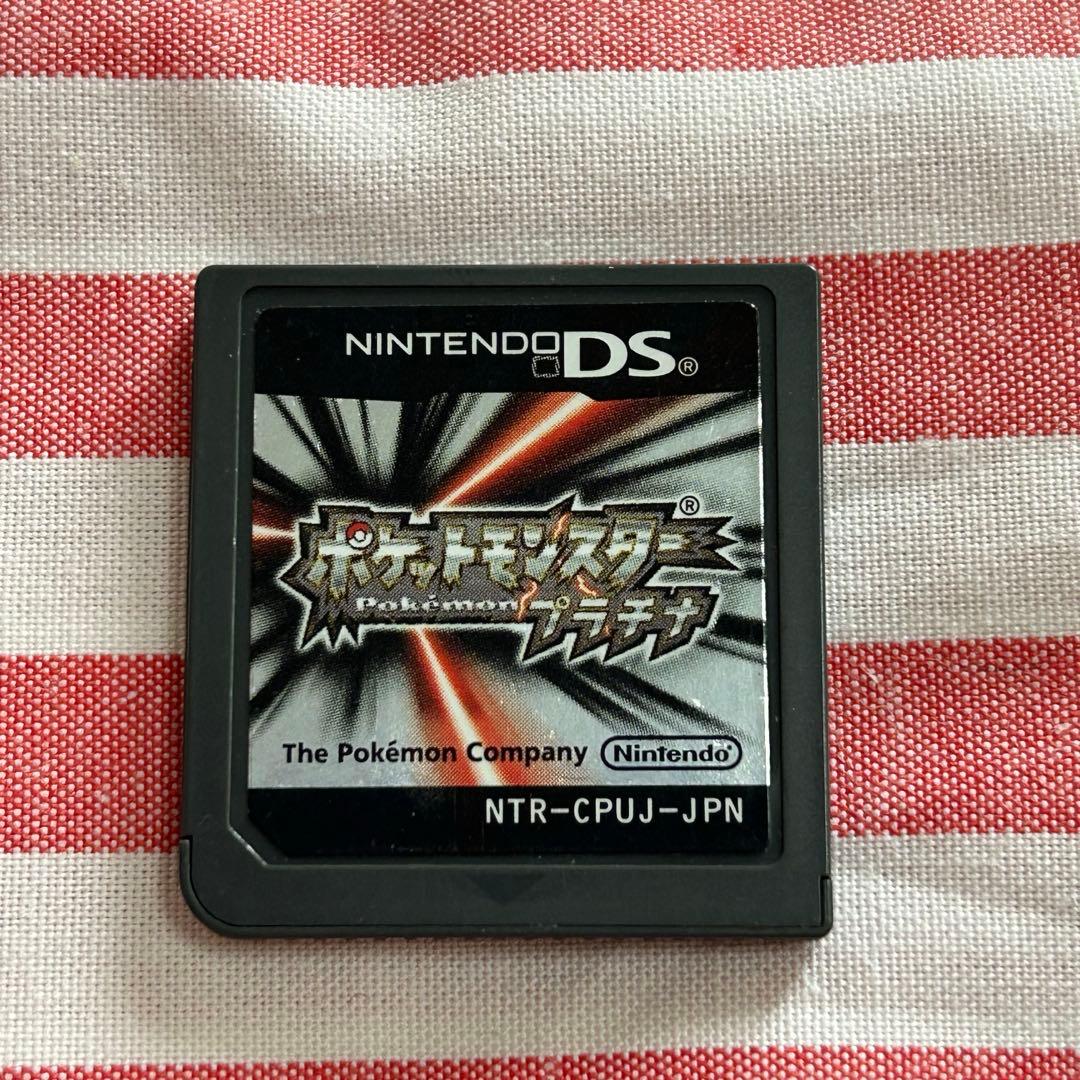 NINTENDO DS®
ポケットモンスター®
Pokémon プラチナ
The Pokémon Company Nintendo®
NTR-CPUJ-JPN